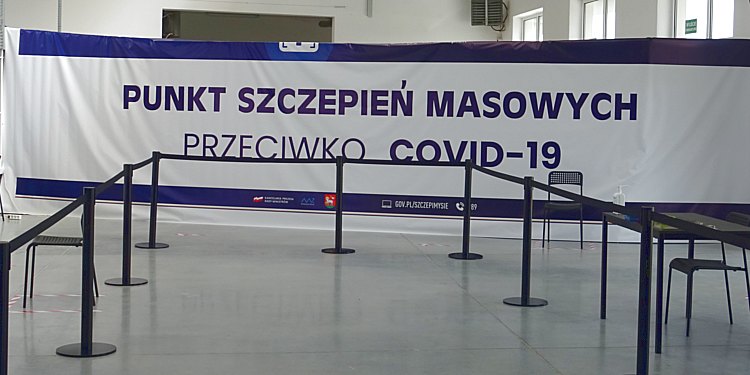 PUNKT SZCZEPIEŃ MASOWYCH
PRZECIWKO COVID-19
GOV.PL/SZCZEPIMYSIE